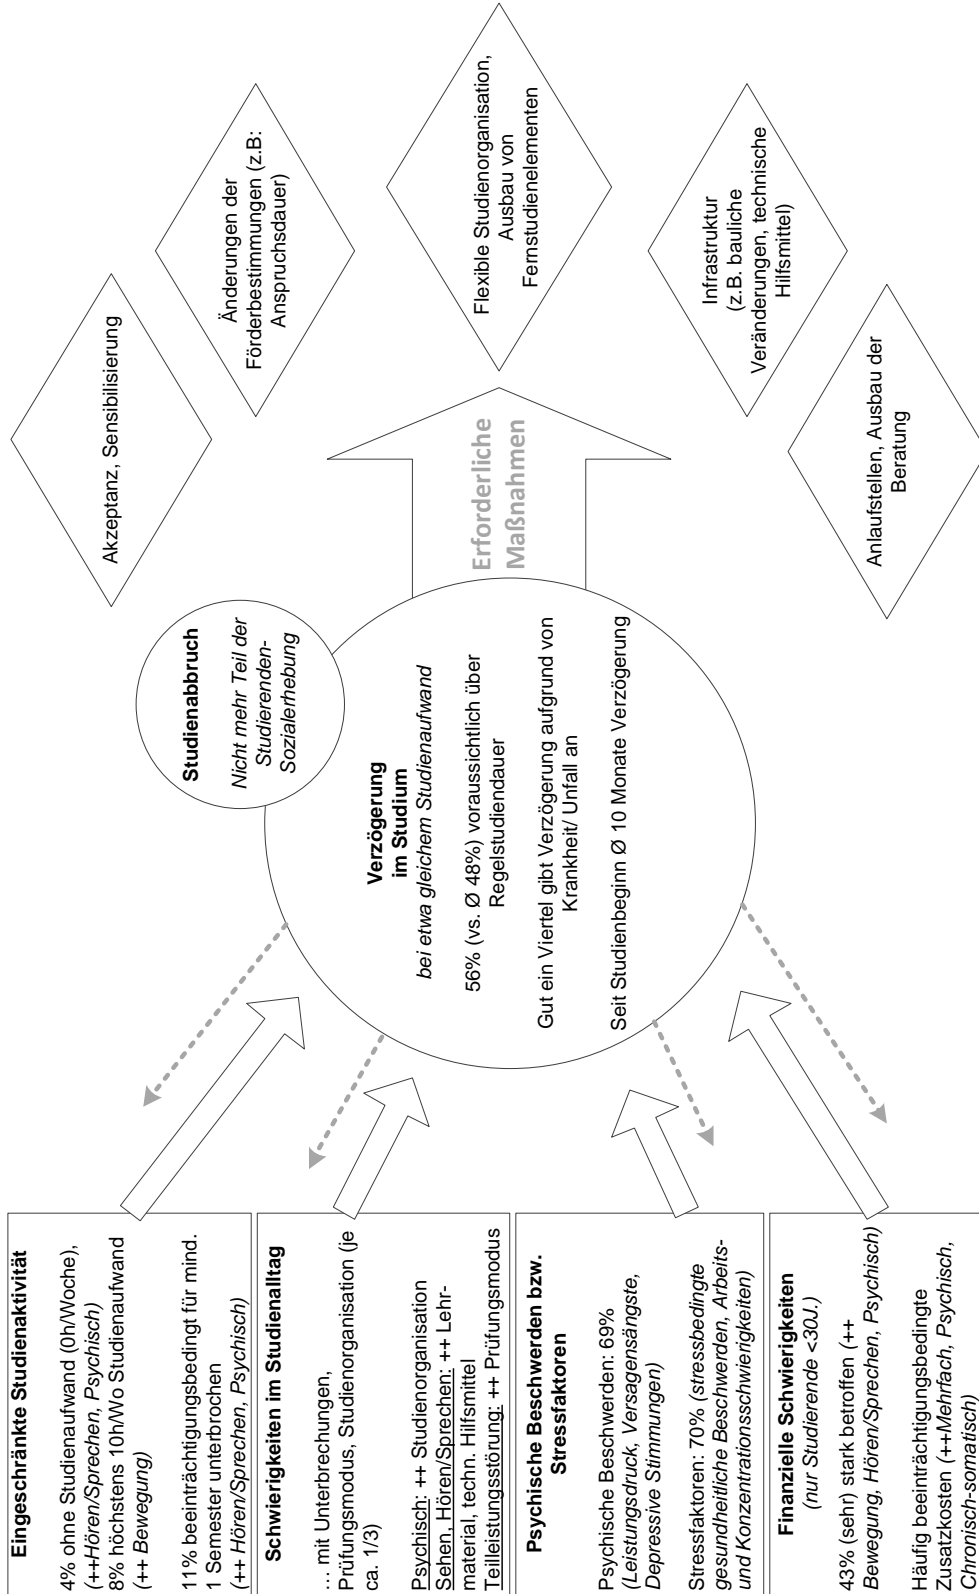 Eingeschränkte Studienaktivität
4% ohne Studienaufwand (0h/Woche),
(++Hören/Sprechen, Psychisch)
8% höchstens 10h/Wo Studienaufwand
(++ Bewegung)
11% beeinträchtigungsbedingt für mind.
1 Semester unterbrochen
(++ Hören/Sprechen, Psychisch)
Schwierigkeiten im Studienalltag
… mit Unterbrechungen,
Prüfungsmodus, Studienorganisation (je
ca. 1/3)
Psychisch: ++ Studienorganisation
Sehen, Hören/Sprechen: ++ Lehr-
material, techn. Hilfsmittel
Teilleistungsstörung: ++ Prüfungsmodus
Psychische Beschwerden bzw.
Stressfaktoren
Psychische Beschwerden: 69%
(Leistungsdruck, Versagensängste,
Depressive Stimmungen)
Stressfaktoren: 70% (stressbedingte
gesundheitliche Beschwerden, Arbeits-
und Konzentrationsschwierigkeiten)
Finanzielle Schwierigkeiten
(nur Studierende <30J.)
43% (sehr) stark betroffen (++
Bewegung, Hören/Sprechen, Psychisch)
Häufig beeinträchtigungsbedingte
Zusatzkosten (++Mehrfach, Psychisch,
Chronisch-somatisch)
Studienabbruch
Nicht mehr Teil der
Studierenden-
Sozialerhebung
Verzögerung
im Studium
bei etwa gleichem Studienaufwand
56% (vs. Ø 48%) voraussichtlich über
Regelstudiendauer
Gut ein Viertel gibt Verzögerung aufgrund von
Krankheit/ Unfall an
Seit Studienbeginn Ø 10 Monate Verzögerung
Erforderliche
Maßnahmen
Akzeptanz, Sensibilisierung
Änderungen der
Förderbestimmungen (z.B:
Anspruchsdauer)
Flexible Studienorganisation,
Ausbau von
Fernstudienelementen
Infrastruktur
(z.B. bauliche
Veränderungen, technische
Hilfsmittel)
Anlaufstellen, Ausbau der
Beratung